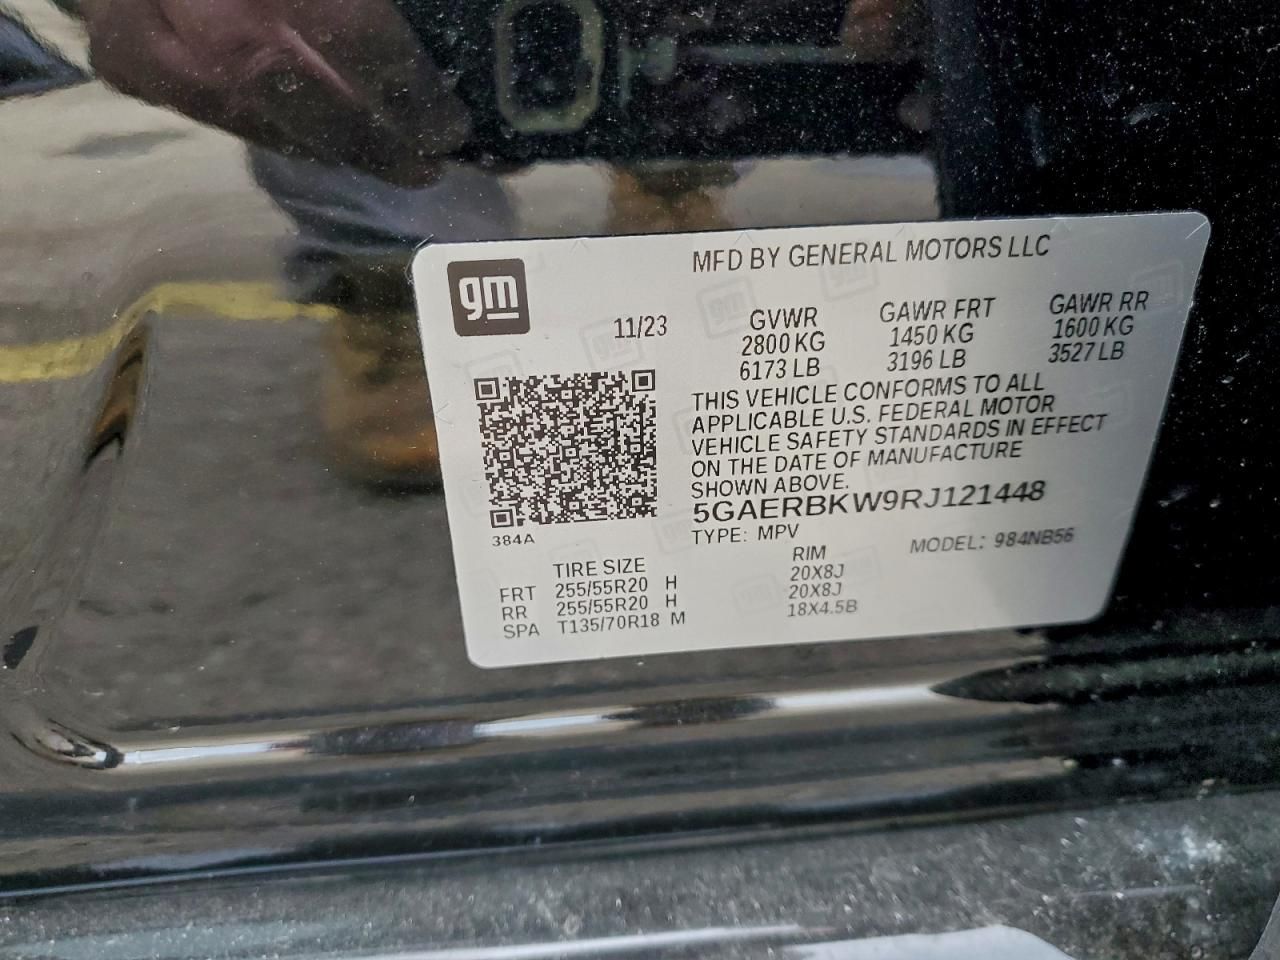 MFD BY GENERAL MOTORS LLC
gm
11/23
GVWR GAWR FRT GAWR RR
2800 KG 1450 KG 1600 KG
6173 LB 3196 LB 3527 LB
THIS VEHICLE CONFORMS TO ALL
APPLICABLE U.S. FEDERAL MOTOR
VEHICLE SAFETY STANDARDS IN EFFECT
ON THE DATE OF MANUFACTURE
SHOWN ABOVE.
5GAERBKW9RJ121448
TYPE: MPV MODEL: 984NB56
384A
TIRE SIZE RIM
FRT 255/55R20 H 20X8J
RR 255/55R20 H 20X8J
SPA T135/70R18 M 18X4.5B